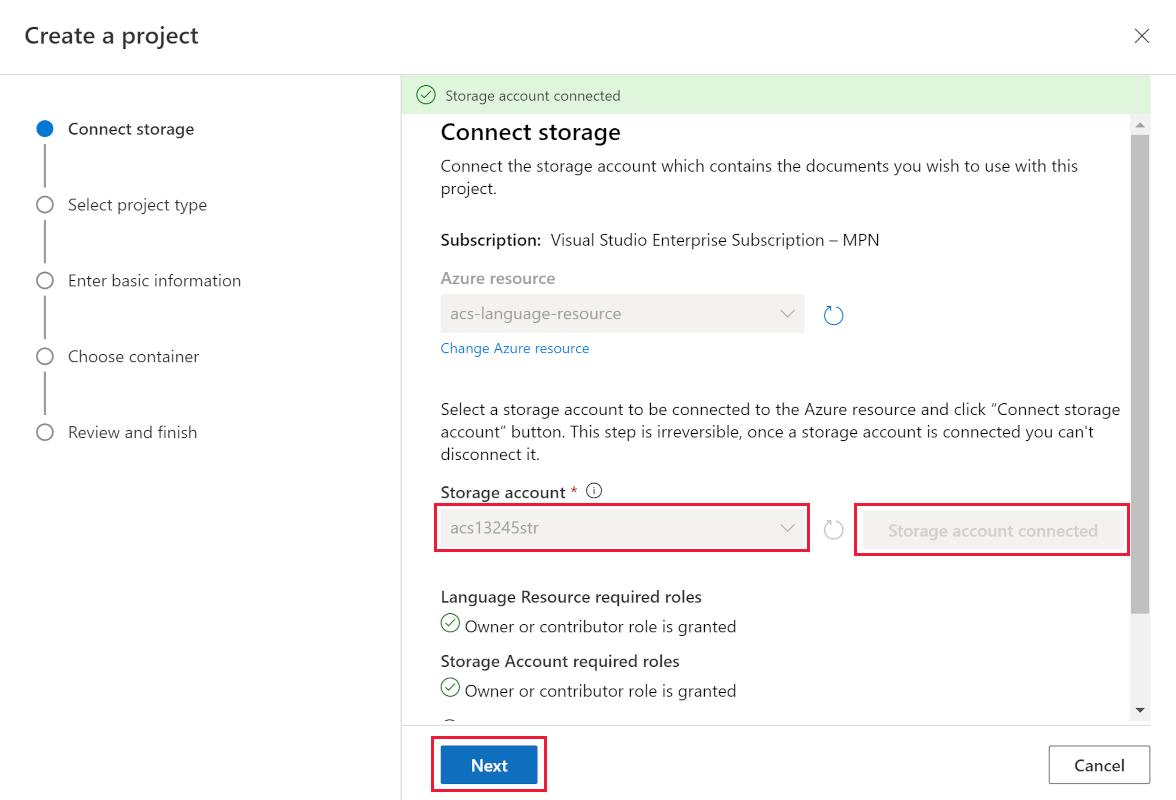 Create a project
Connect storage
Select project type
Enter basic information
Choose container
Review and finish
Storage account connected
Connect storage
Connect the storage account which contains the documents you wish to use with this
project.
Subscription: Visual Studio Enterprise Subscription – MPN
Azure resource
acs-language-resource
Change Azure resource
Select a storage account to be connected to the Azure resource and click “Connect storage
account” button. This step is irreversible, once a storage account is connected you can't
disconnect it.
Storage account *
acs13245str
Storage account connected
Language Resource required roles
Owner or contributor role is granted
Storage Account required roles
Owner or contributor role is granted
Next
Cancel